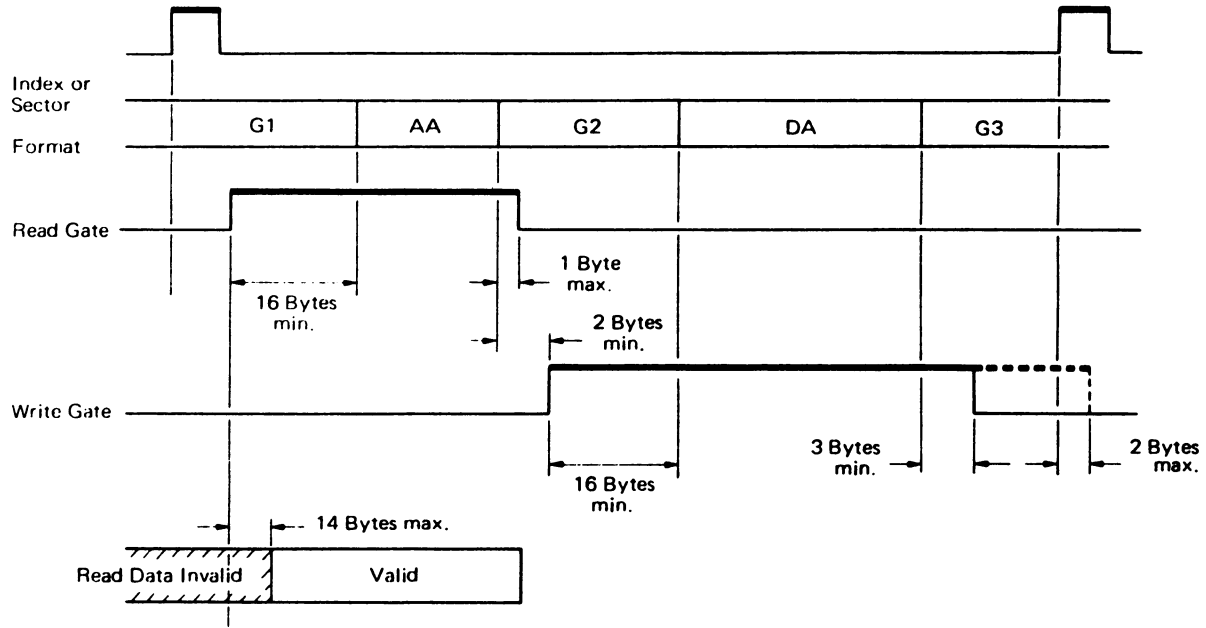 Index or
Sector
G1 AA G2 DA G3
Format
Read Gate
1 Byte
max.
16 Bytes
min.
2 Bytes
min.
Write Gate
3 Bytes
min.
2 Bytes
max.
16 Bytes
min.
14 Bytes max.
Read Data Invalid Valid